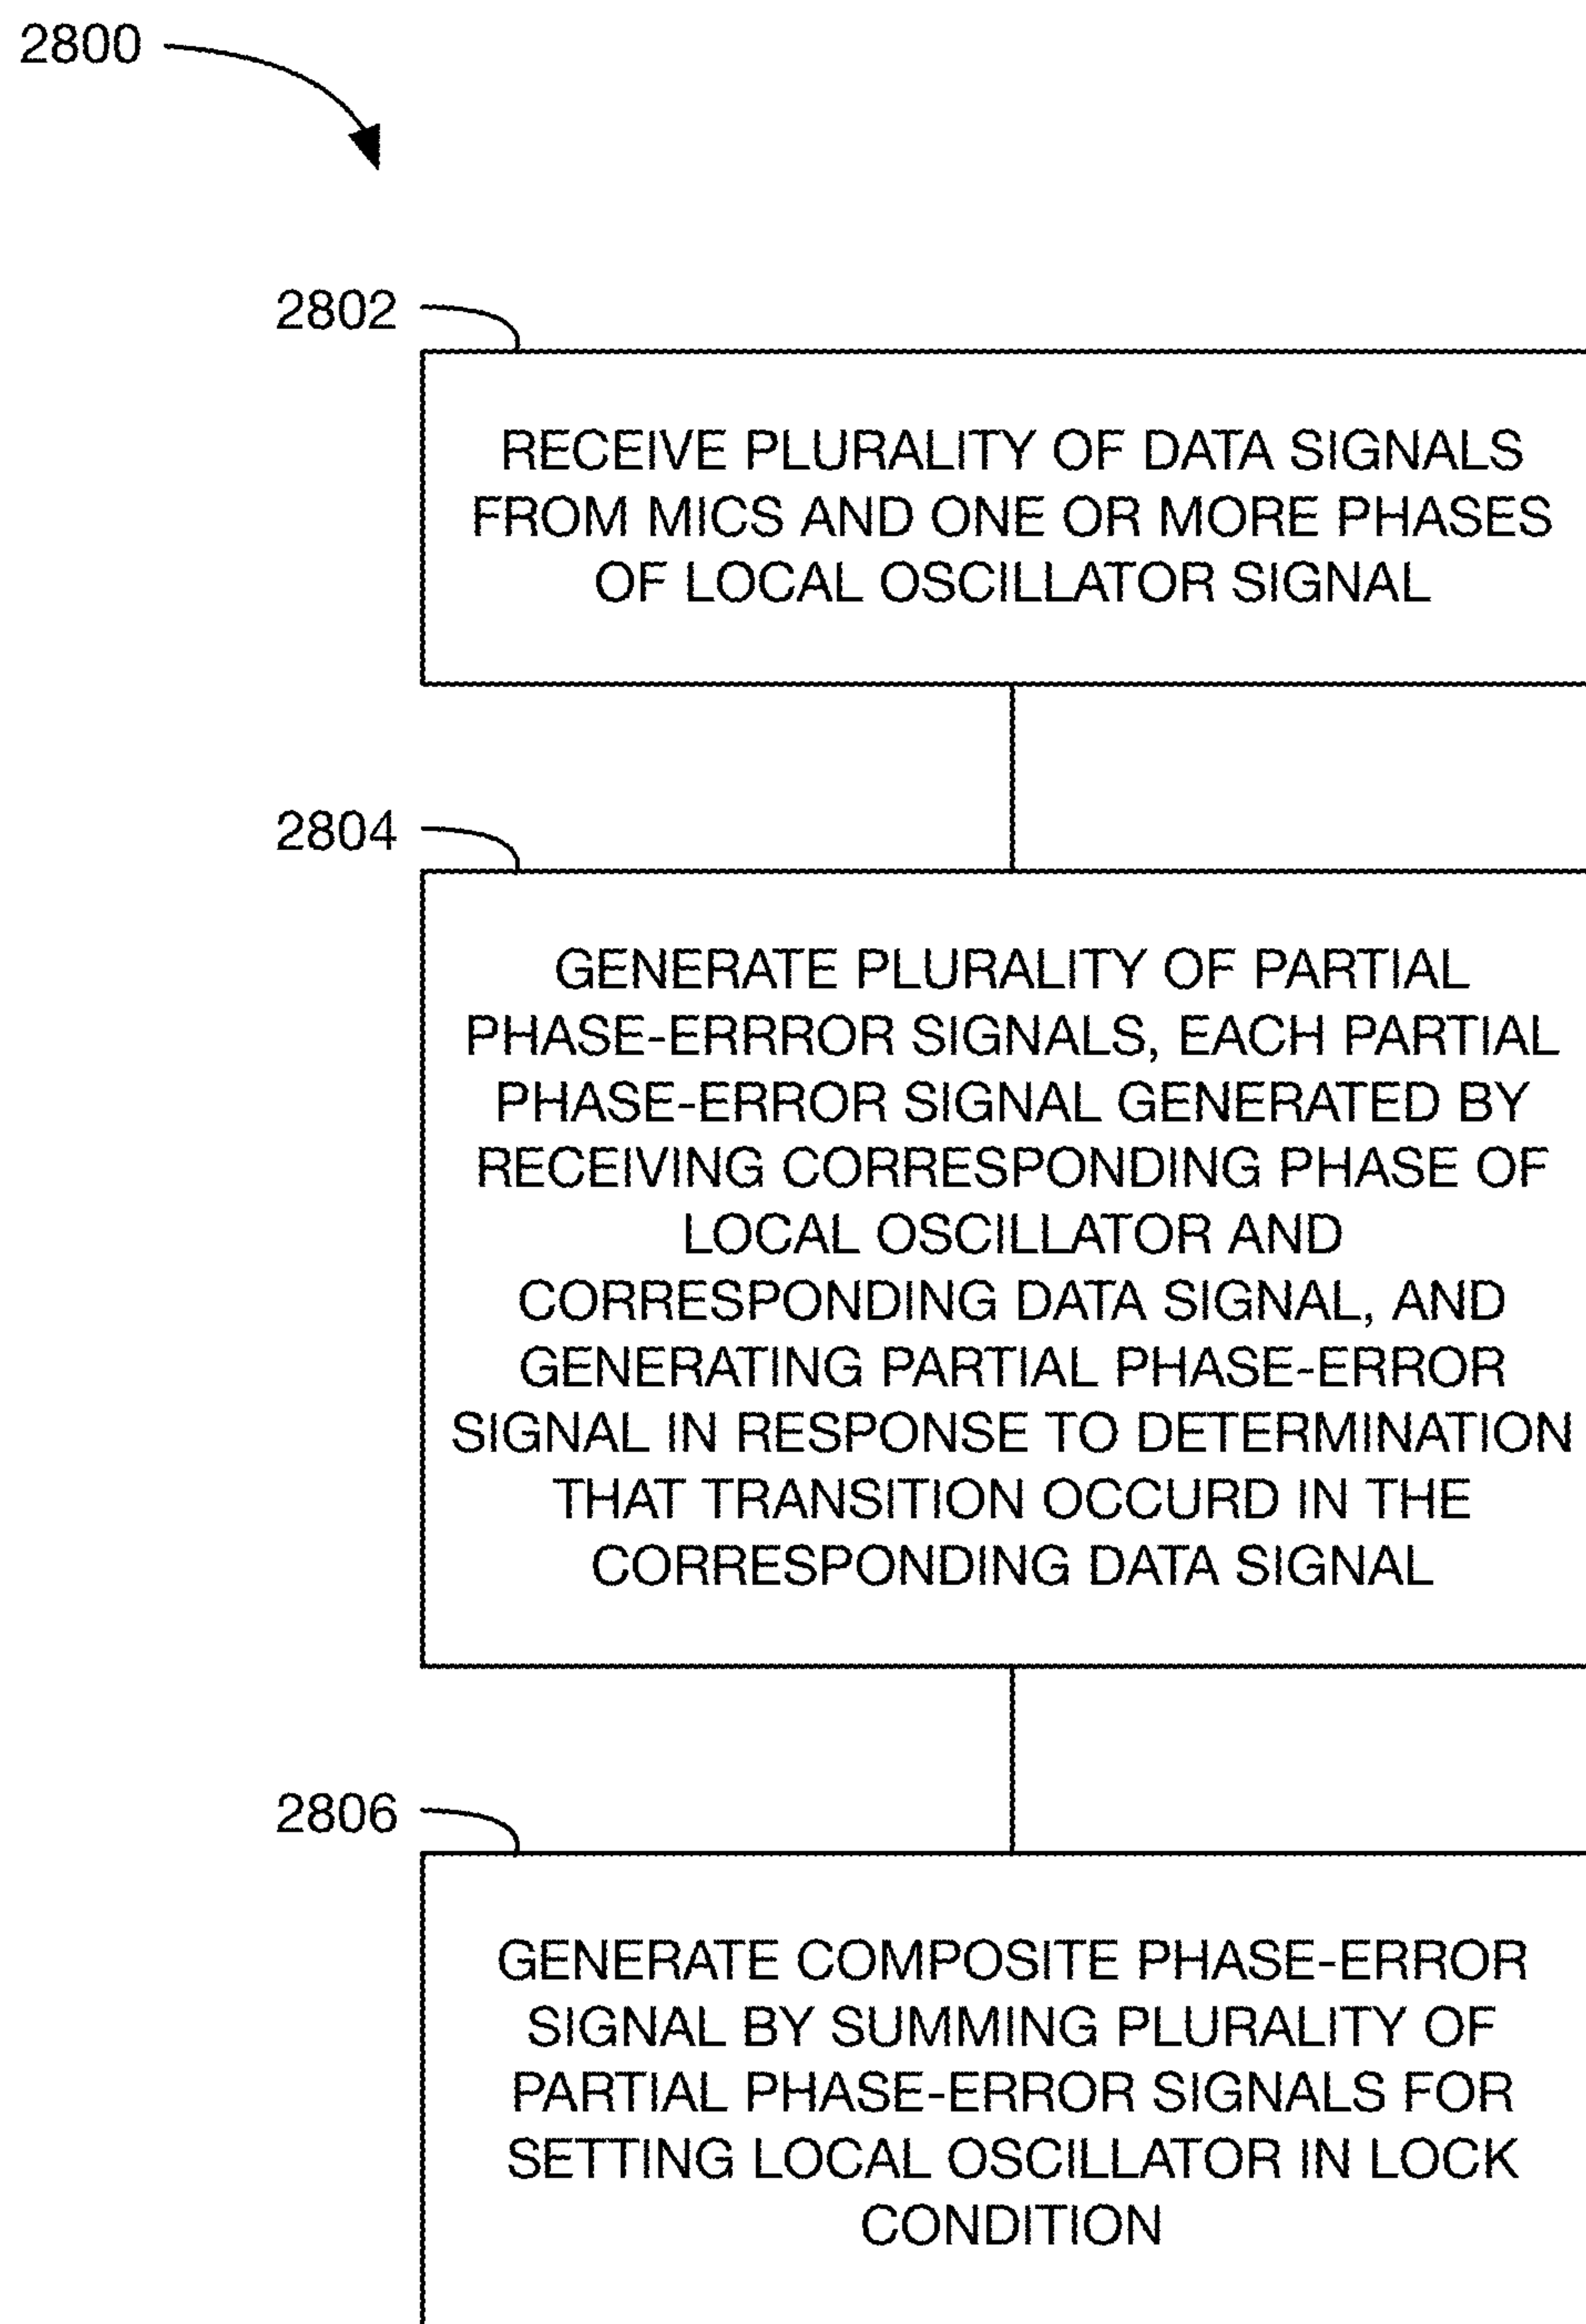 2800
2802
RECEIVE PLURALITY OF DATA SIGNALS
FROM MICS AND ONE OR MORE PHASES
OF LOCAL OSCILLATOR SIGNAL
2804
GENERATE PLURALITY OF PARTIAL
PHASE-ERRROR SIGNALS, EACH PARTIAL
PHASE-ERROR SIGNAL GENERATED BY
RECEIVING CORRESPONDING PHASE OF
LOCAL OSCILLATOR AND
CORRESPONDING DATA SIGNAL, AND
GENERATING PARTIAL PHASE-ERROR
SIGNAL IN RESPONSE TO DETERMINATION
THAT TRANSITION OCCURD IN THE
CORRESPONDING DATA SIGNAL
2806
GENERATE COMPOSITE PHASE-ERROR
SIGNAL BY SUMMING PLURALITY OF
PARTIAL PHASE-ERROR SIGNALS FOR
SETTING LOCAL OSCILLATOR IN LOCK
CONDITION